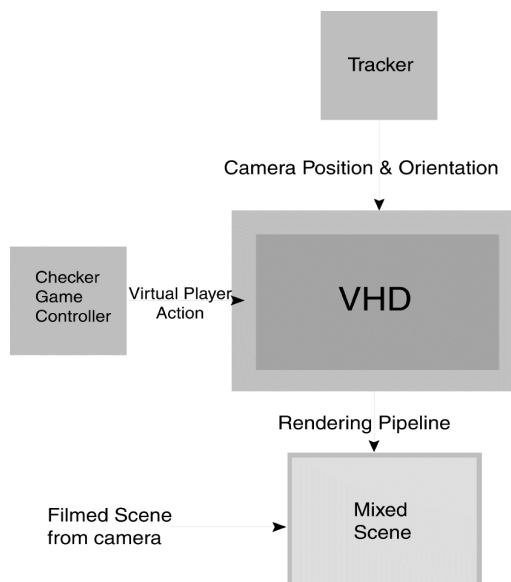 Tracker
Camera Position & Orientation
Checker
Game
Controller
Virtual Player
Action
VHD
Rendering Pipeline
Filmed Scene
from camera
Mixed
Scene